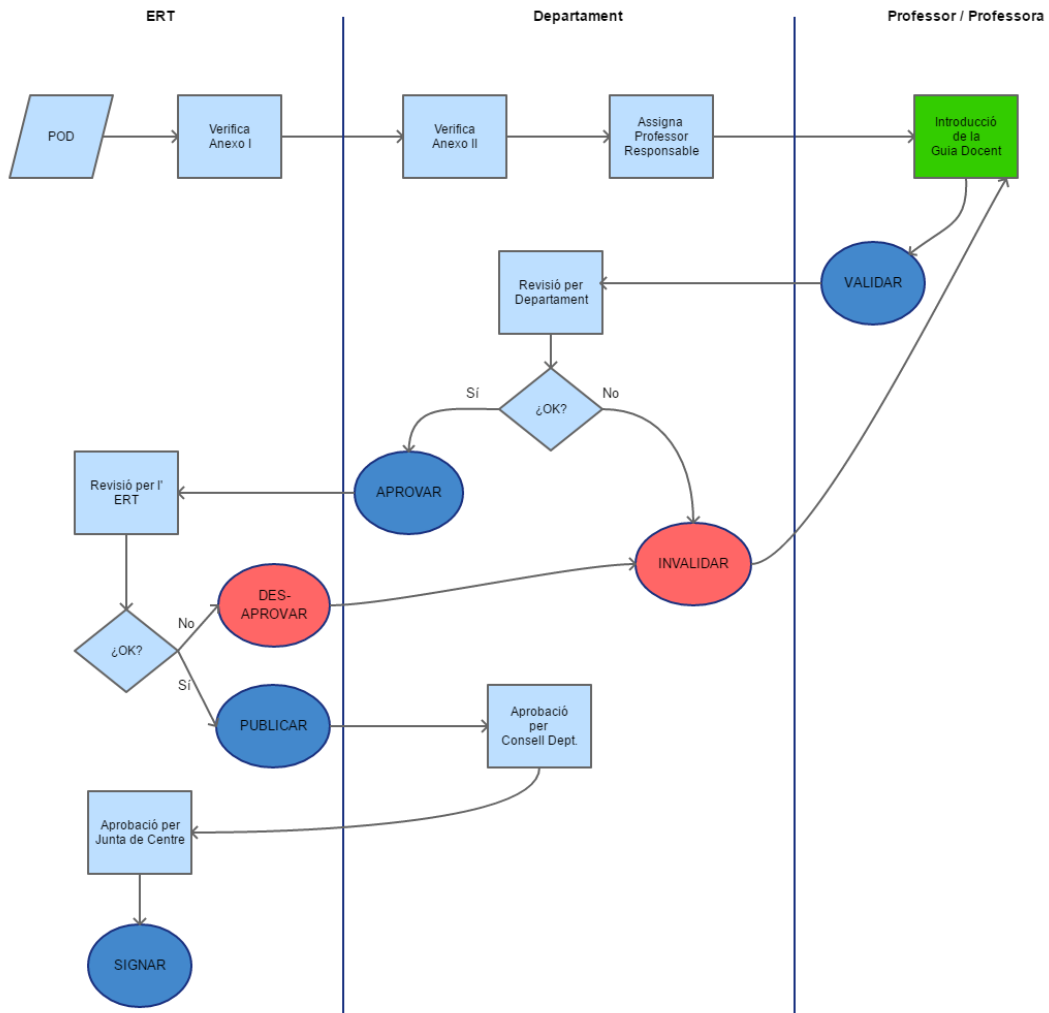 ERT
Departament
Professor / Professora
POD
Verifica
Anexo I
Verifica
Anexo II
Assigna
Professor
Responsable
Introducció
de la
Guia Docent
VALIDAR
Revisió per
Departament
¿OK?
Sí
No
APROVAR
Revisió per l'
ERT
INVALIDAR
DES-
APROVAR
¿OK?
No
Sí
PUBLICAR
Aprobació
per
Consell Dept.
Aprobació per
Junta de Centre
SIGNAR